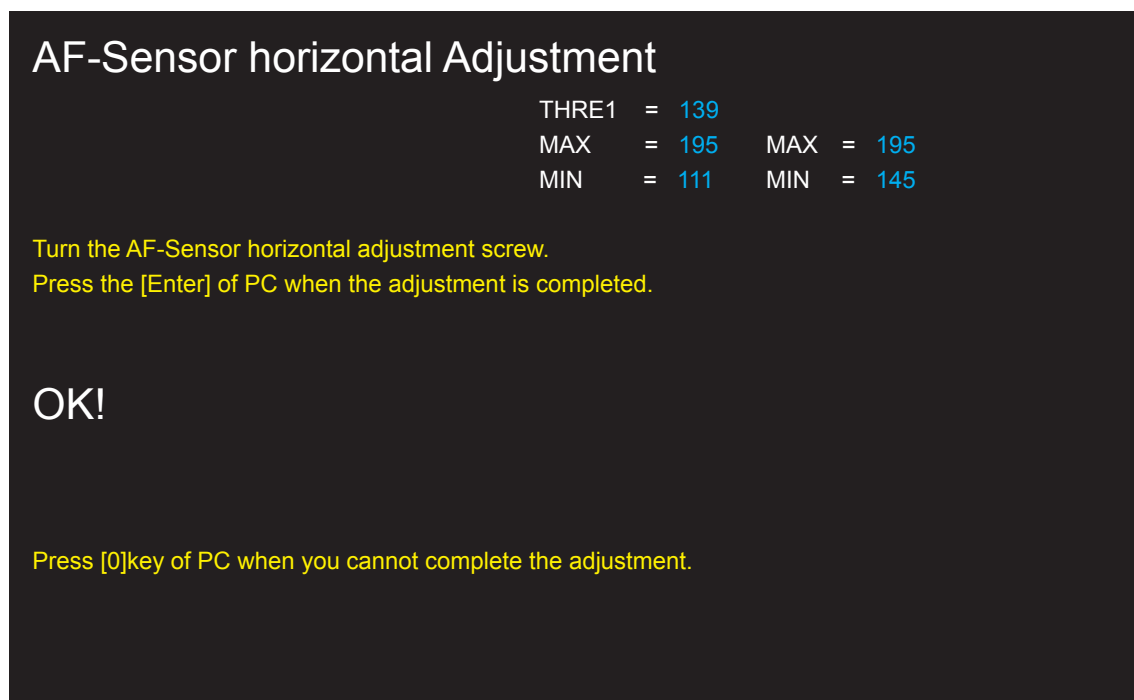 AF-Sensor horizontal Adjustment
THRE1 = 139
MAX = 195 MAX = 195
MIN = 111 MIN = 145
Turn the AF-Sensor horizontal adjustment screw.
Press the [Enter] of PC when the adjustment is completed.
OK!
Press [0]key of PC when you cannot complete the adjustment.